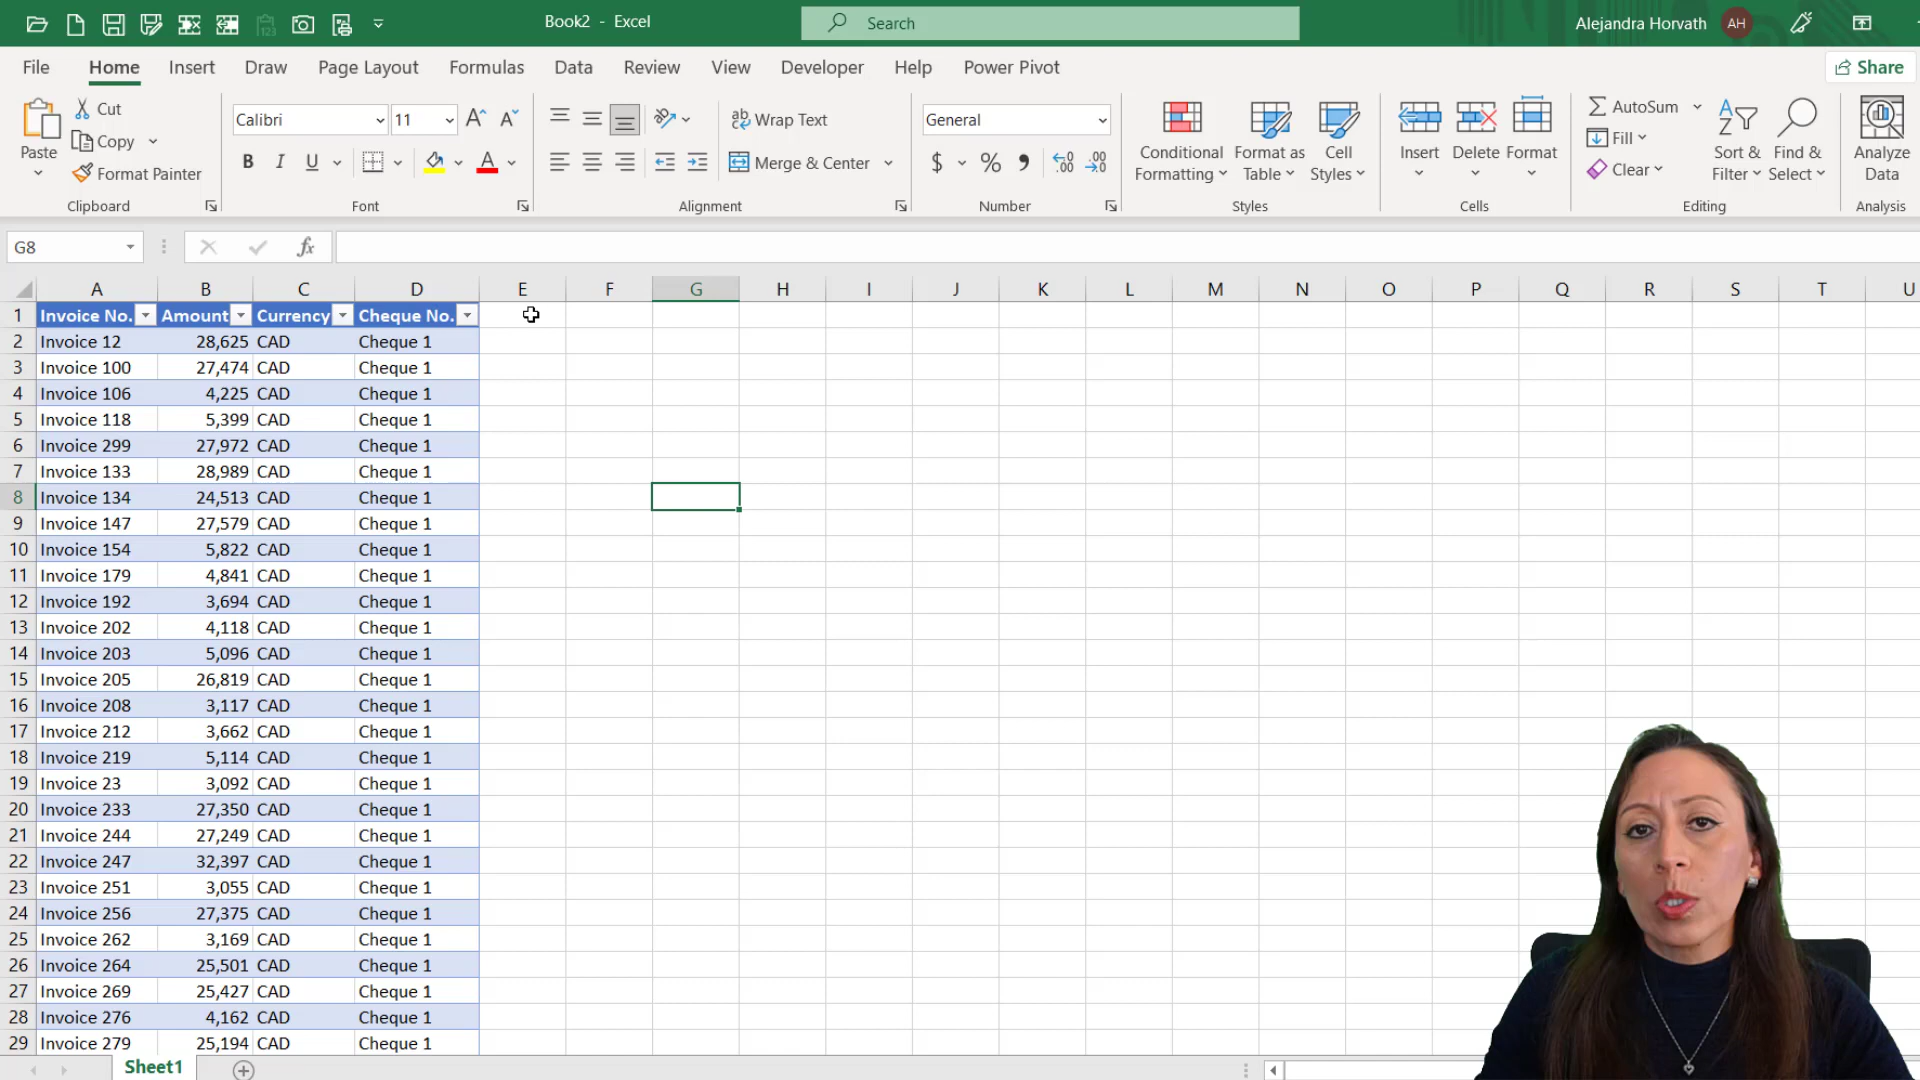 Book2 - Excel
Search
Alejandra Horvath AH
File Home Insert Draw Page Layout Formulas Data Review View Developer Help Power Pivot Share
Paste
Cut
Copy
Format Painter
Clipboard
Calibri 11
B I U A
Font
ab Wrap Text
Merge & Center
Alignment
General
$ % 9
Number
Conditional Formatting
Format as Table
Cell Styles
Styles
Insert Delete Format
Cells
AutoSum
Fill
Clear
Sort & Filter
Find & Select
Editing
Analyze Data
Analysis
G8 fx
A B C D E F G H I J K L M N O P Q R S T U
1 Invoice No. Amount Currency Cheque No.
2 Invoice 12 28,625 CAD Cheque 1
3 Invoice 100 27,474 CAD Cheque 1
4 Invoice 106 4,225 CAD Cheque 1
5 Invoice 118 5,399 CAD Cheque 1
6 Invoice 299 27,972 CAD Cheque 1
7 Invoice 133 28,989 CAD Cheque 1
8 Invoice 134 24,513 CAD Cheque 1
9 Invoice 147 27,579 CAD Cheque 1
10 Invoice 154 5,822 CAD Cheque 1
11 Invoice 179 4,841 CAD Cheque 1
12 Invoice 192 3,694 CAD Cheque 1
13 Invoice 202 4,118 CAD Cheque 1
14 Invoice 203 5,096 CAD Cheque 1
15 Invoice 205 26,819 CAD Cheque 1
16 Invoice 208 3,117 CAD Cheque 1
17 Invoice 212 3,662 CAD Cheque 1
18 Invoice 219 5,114 CAD Cheque 1
19 Invoice 23 3,092 CAD Cheque 1
20 Invoice 233 27,350 CAD Cheque 1
21 Invoice 244 27,249 CAD Cheque 1
22 Invoice 247 32,397 CAD Cheque 1
23 Invoice 251 3,055 CAD Cheque 1
24 Invoice 256 27,375 CAD Cheque 1
25 Invoice 262 3,169 CAD Cheque 1
26 Invoice 264 25,501 CAD Cheque 1
27 Invoice 269 25,427 CAD Cheque 1
28 Invoice 276 4,162 CAD Cheque 1
29 Invoice 279 25,194 CAD Cheque 1
Sheet1